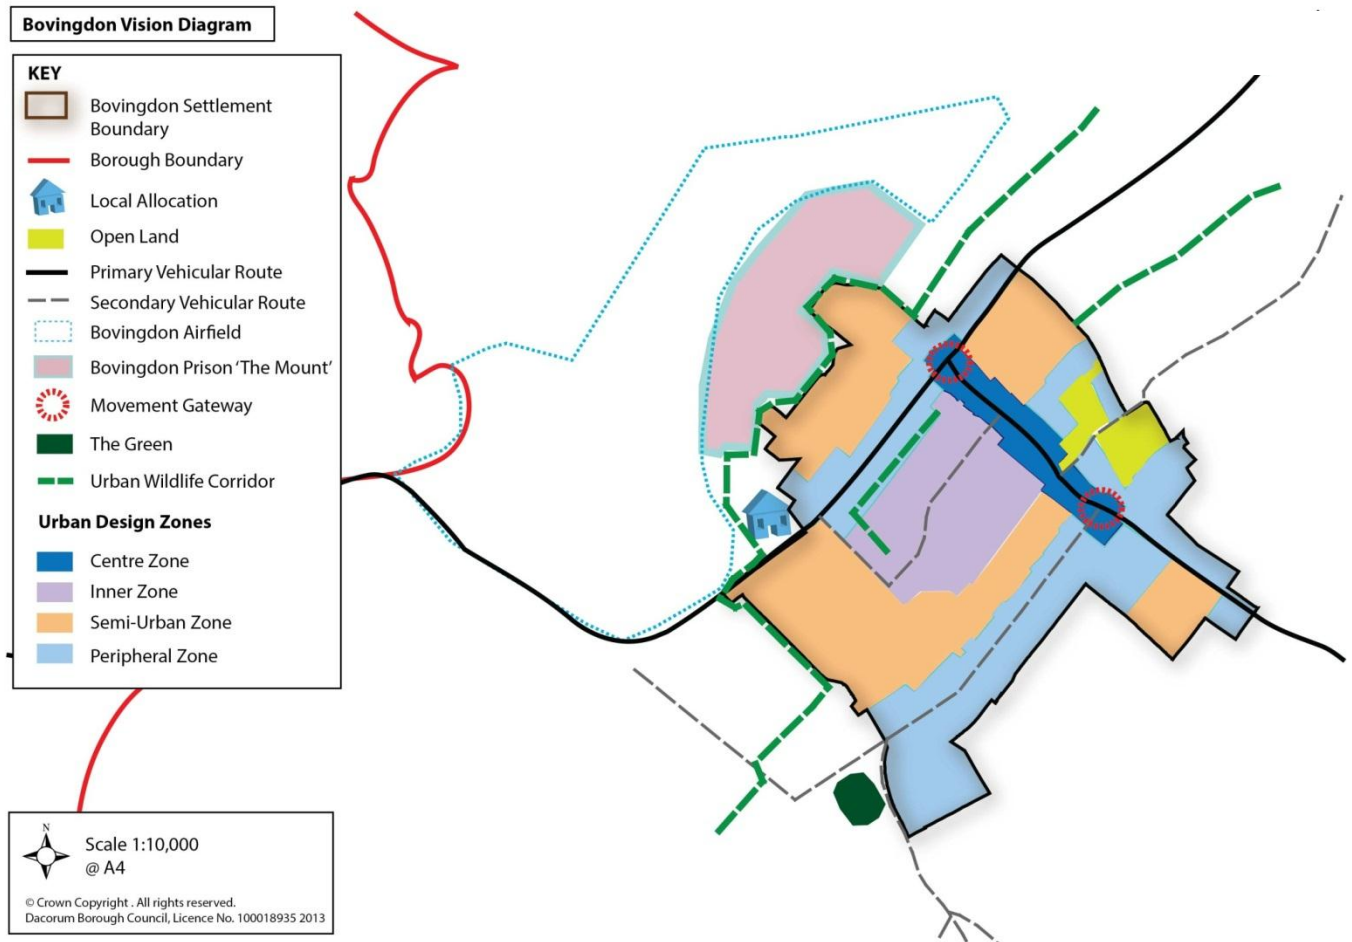 Bovingdon Vision Diagram
KEY
Bovingdon Settlement
Boundary
Borough Boundary
Local Allocation
Open Land
Primary Vehicular Route
Secondary Vehicular Route
Bovingdon Airfield
Bovingdon Prison 'The Mount'
Movement Gateway
The Green
Urban Wildlife Corridor
Urban Design Zones
Centre Zone
Inner Zone
Semi-Urban Zone
Peripheral Zone
N
Scale 1:10,000
@ A4
© Crown Copyright . All rights reserved.
Dacorum Borough Council, Licence No. 100018935 2013